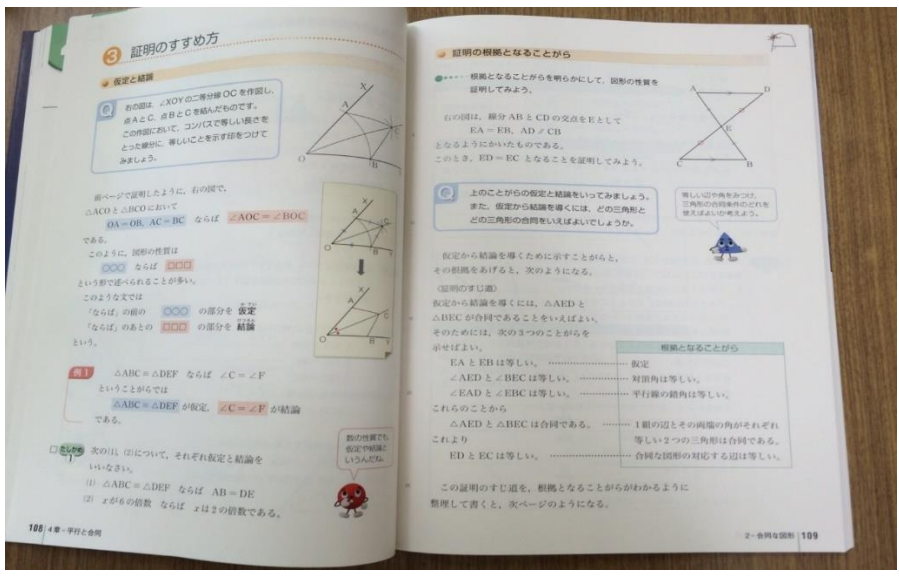 3 証明のすすめ方
仮定と結論
Q 右の図は、∠XOYの二等分線OCを作図し、
点AとC、点BとCを結んだものです。
この作図において、コンパスで等しい長さを
とった線分に、等しいことを示す印をつけて
みましょう。
X
A
C
O
B
前ページで証明したように、右の図で、
△ACOと△BCOにおいて
OA=OB, AC=BC ならば ∠AOC=∠BOC
である。
このように、図形の性質は
○○○ ならば □□□
という形で述べられることが多い。
このような文では
「ならば」の前の ○○○ の部分を 仮定
「ならば」のあとの □□□ の部分を 結論
という。
X
A
C
O
B
Y
X
A
C
O
B
Y
例1 △ABC≡△DEF ならば ∠C=∠F
ということがらでは
△ABC≡△DEF が仮定, ∠C=∠F が結論
である。
たしかめ1 次の(1), (2)について、それぞれ仮定と結論を
いいなさい。
(1) △ABC≡△DEF ならば AB=DE
(2) xが6の倍数 ならば xは2の倍数である。
数の性質でも
仮定や結論と
いうんだね。
108 4章-平行と合同
証明の根拠となることがら
根拠となることがらを明らかにして、図形の性質を
証明してみよう。
右の図は、線分ABとCDの交点をEとして
EA=EB, AD∥CB
となるようにかいたものである。
このとき、ED=ECとなることを証明してみよう。
A
D
E
C
B
Q 上のことがらの仮定と結論をいってみましょう。
また、仮定から結論を導くには、どの三角形と
どの三角形の合同をいえばよいでしょうか。
等しい辺や角をみつけ、
三角形の合同条件のどれを
使えばよいか考えよう。
仮定から結論を導くために示すことがらと、
その根拠をあげると、次のようになる。
〈証明のすじ道〉
仮定から結論を導くには、△AEDと
△BECが合同であることをいえばよい。
そのためには、次の3つのことがらを
示せばよい。
根拠となることがら
EAとEBは等しい。 ………… 仮定
∠AEDと∠BECは等しい。 ………… 対頂角は等しい。
∠EADと∠EBCは等しい。 ………… 平行線の錯角は等しい。
これらのことから
△AEDと△BECは合同である。 ……… 1組の辺とその両端の角がそれぞれ
等しい2つの三角形は合同である。
これより
EDとECは等しい。 ………… 合同な図形の対応する辺は等しい。
この証明のすじ道を、根拠となることがらがわかるように
整理して書くと、次ページのようになる。
2-合同な図形 109